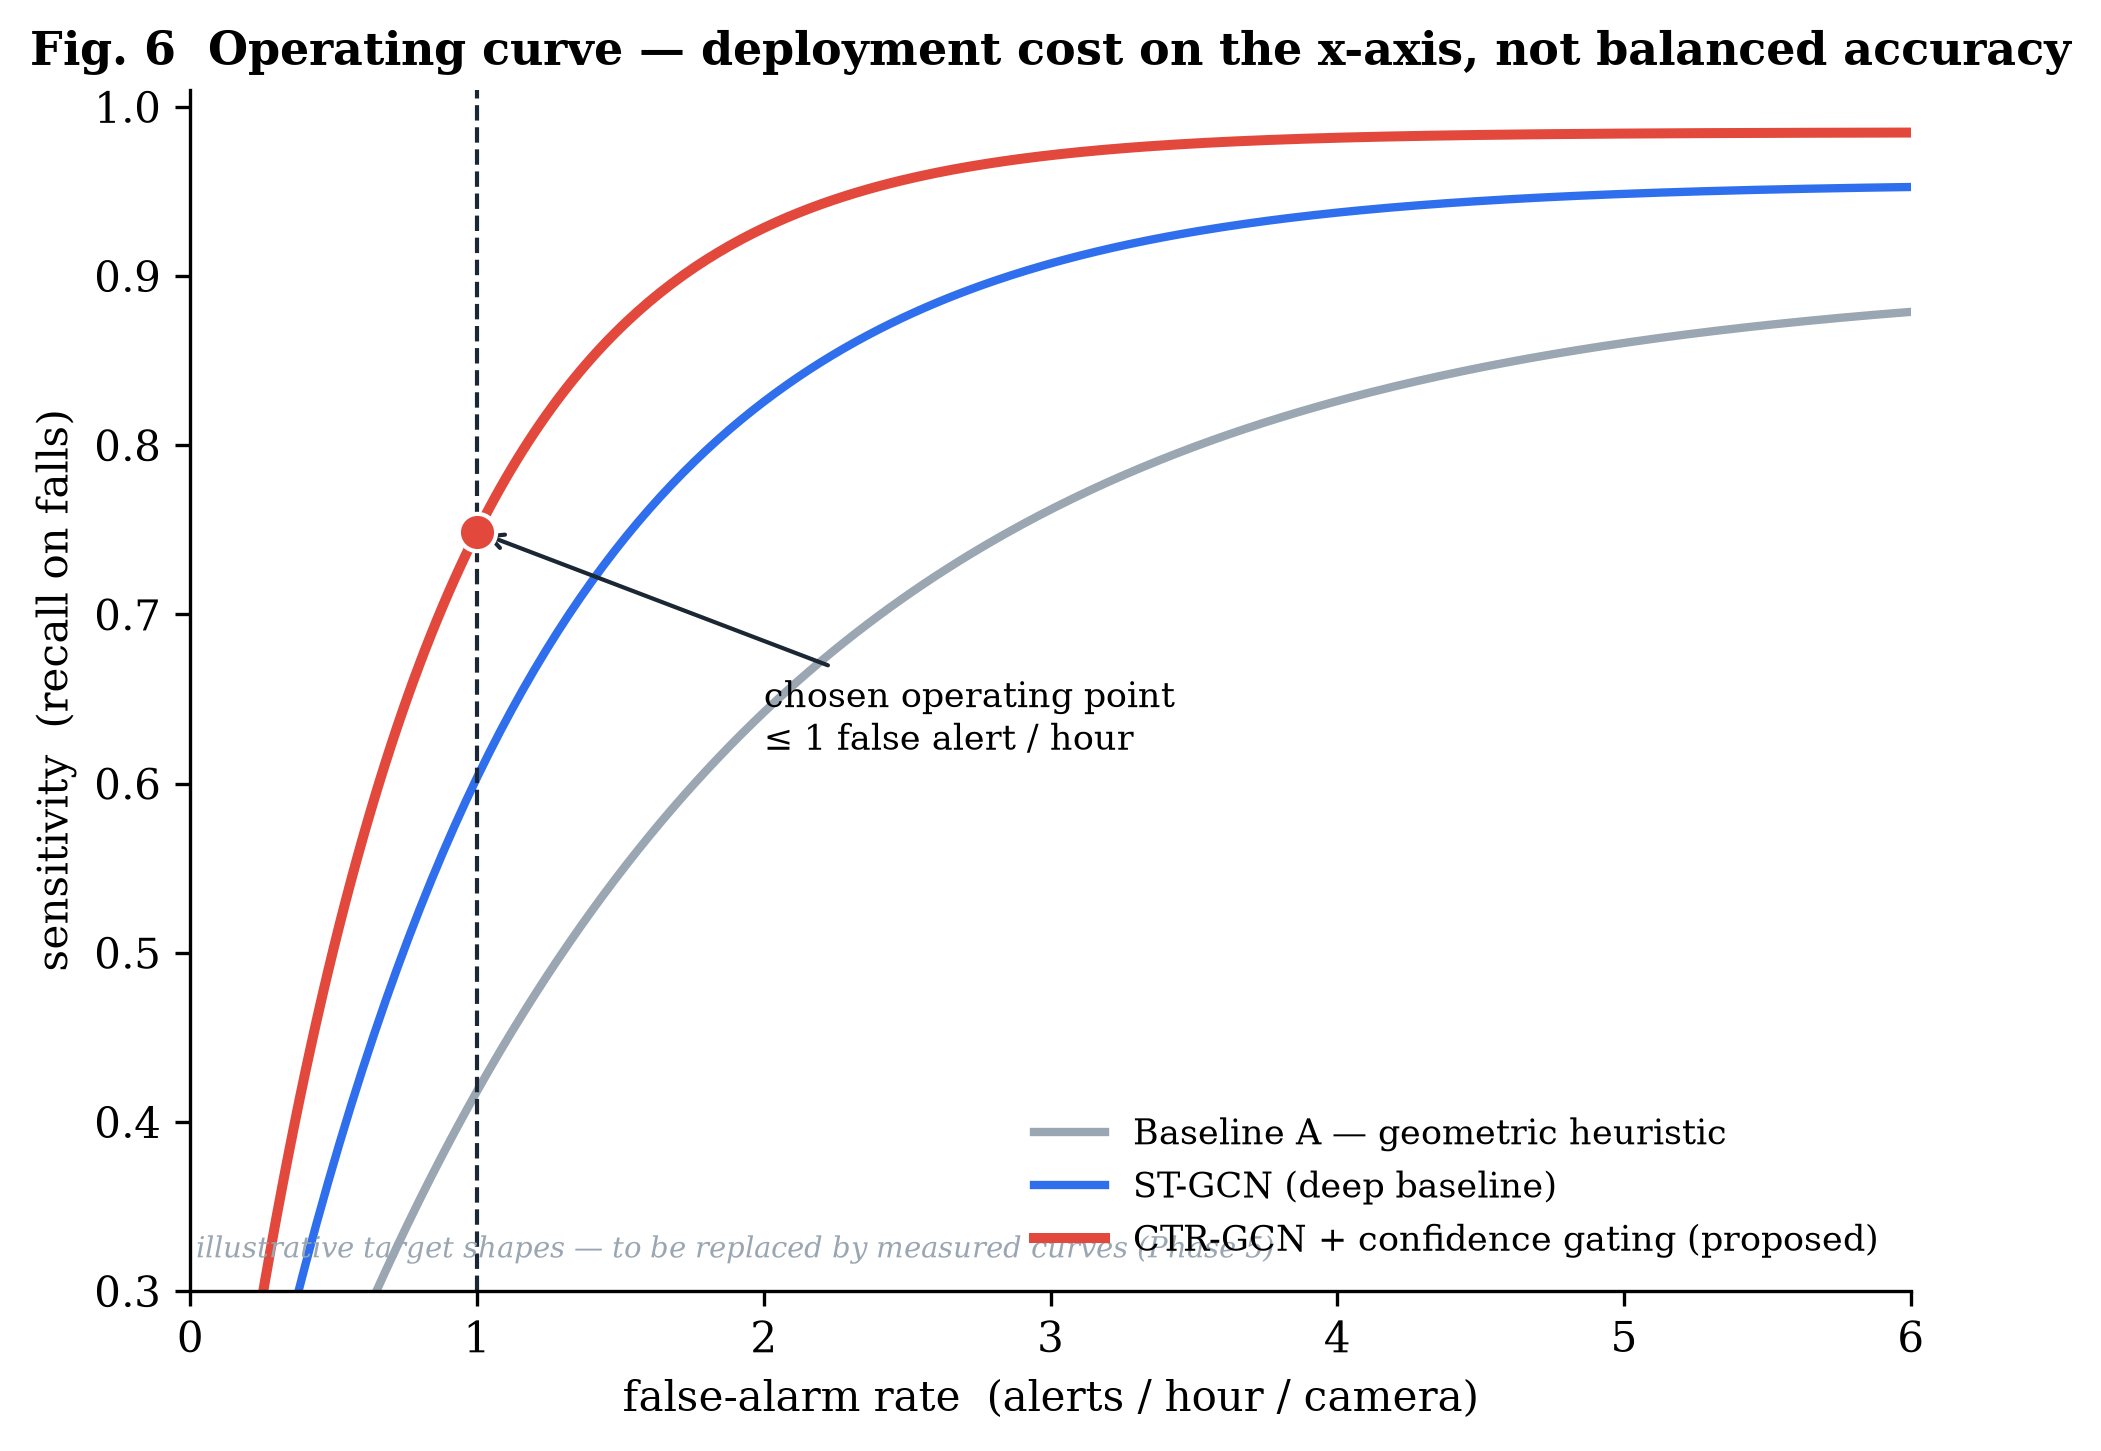 Fig. 6  Operating curve — deployment cost on the x-axis, not balanced accuracy
1.0
0.9
0.8
0.7
0.6
0.5
0.4
0.3
sensitivity  (recall on falls)
chosen operating point
≤ 1 false alert / hour
Baseline A — geometric heuristic
ST-GCN (deep baseline)
CTR-GCN + confidence gating (proposed)
illustrative target shapes — to be replaced by measured curves (Phase 5)
0 1 2 3 4 5 6
false-alarm rate  (alerts / hour / camera)